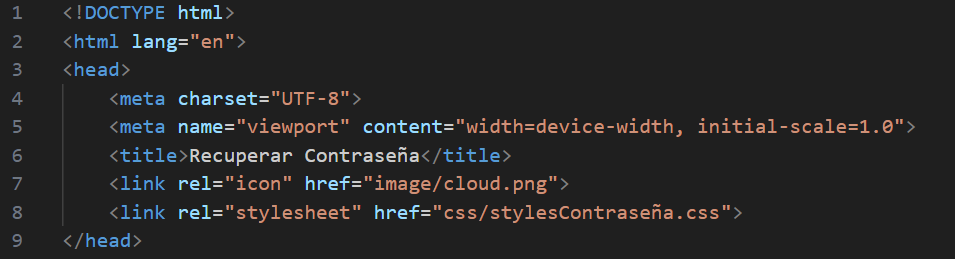 1 <!DOCTYPE html>
2 <html lang="en">
3 <head>
4 <meta charset="UTF-8">
5 <meta name="viewport" content="width=device-width, initial-scale=1.0">
6 <title>Recuperar Contraseña</title>
7 <link rel="icon" href="image/cloud.png">
8 <link rel="stylesheet" href="css/stylesContraseña.css">
9 </head>